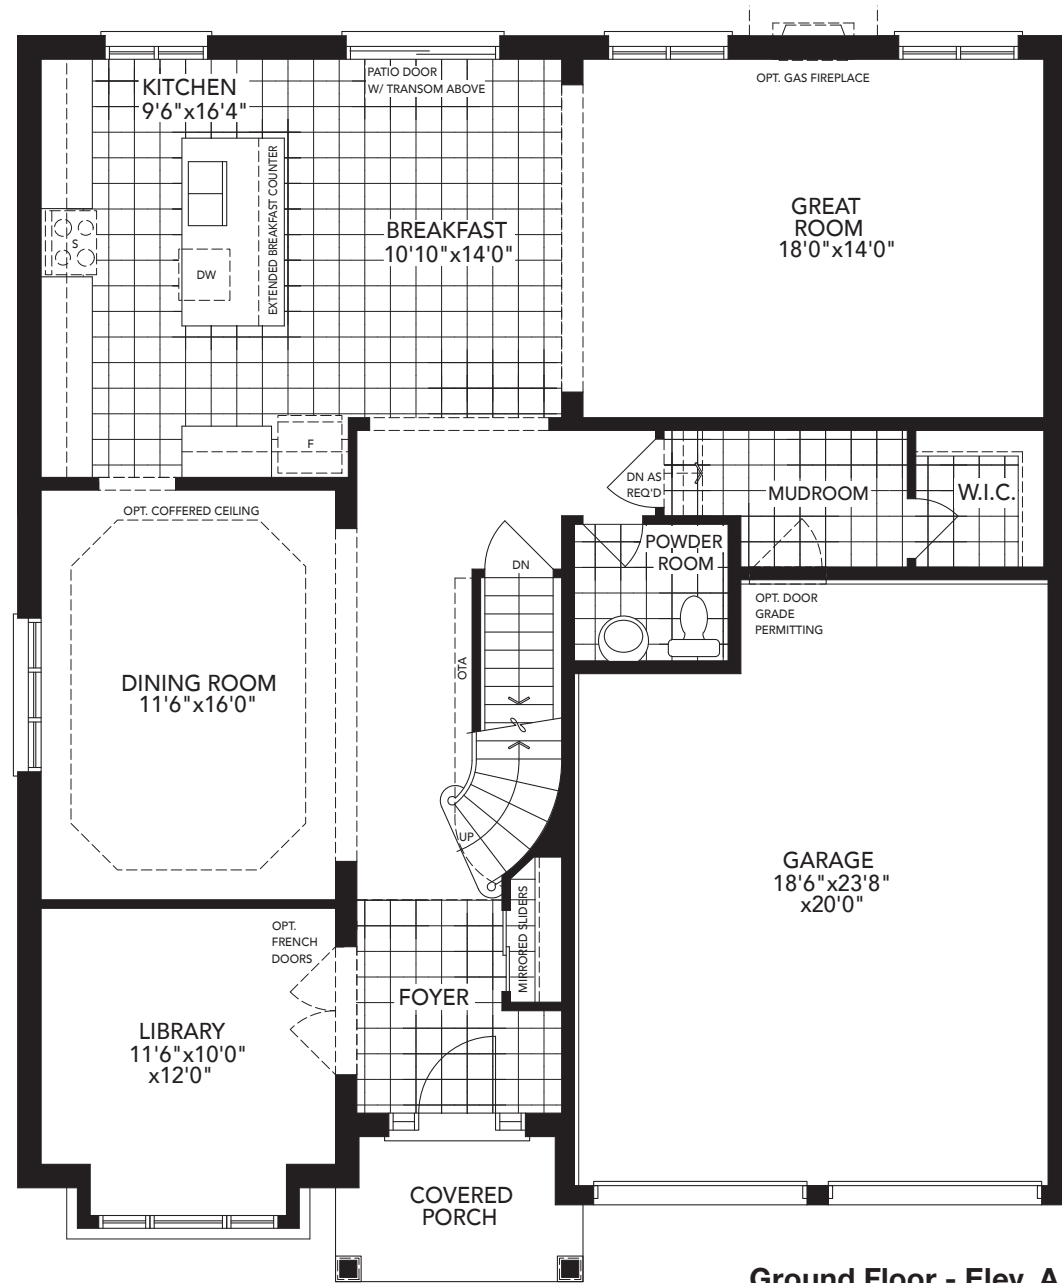 KITCHEN
9'6"x16'4"
PATIO DOOR
W/ TRANSOM ABOVE
OPT. GAS FIREPLACE
EXTENDED BREAKFAST COUNTER
S
DW
BREAKFAST
10'10"x14'0"
GREAT
ROOM
18'0"x14'0"
F
DN AS
REQ'D
MUDROOM
W.I.C.
OPT. COFFERED CEILING
POWDER
ROOM
DN
OPT. DOOR
GRADE
PERMITTING
OTA
DINING ROOM
11'6"x16'0"
UP
GARAGE
18'6"x23'8"
x20'0"
MIRRORED SLIDERS
OPT.
FRENCH
DOORS
FOYER
LIBRARY
11'6"x10'0"
x12'0"
COVERED
PORCH
Ground Floor - Elev. A